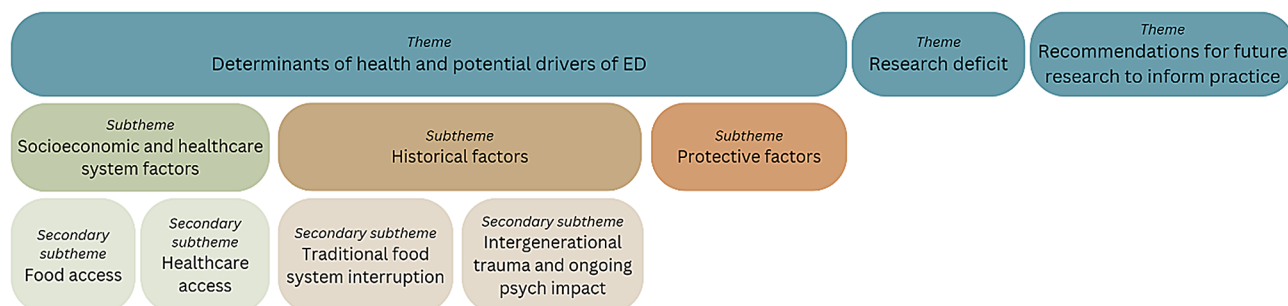 Theme
Determinants of health and potential drivers of ED
Theme
Research deficit
Theme
Recommendations for future
research to inform practice
Subtheme
Socioeconomic and healthcare
system factors
Subtheme
Historical factors
Subtheme
Protective factors
Secondary
subtheme
Food access
Secondary
subtheme
Healthcare
access
Secondary subtheme
Traditional food
system interruption
Secondary subtheme
Intergenerational
trauma and ongoing
psych impact